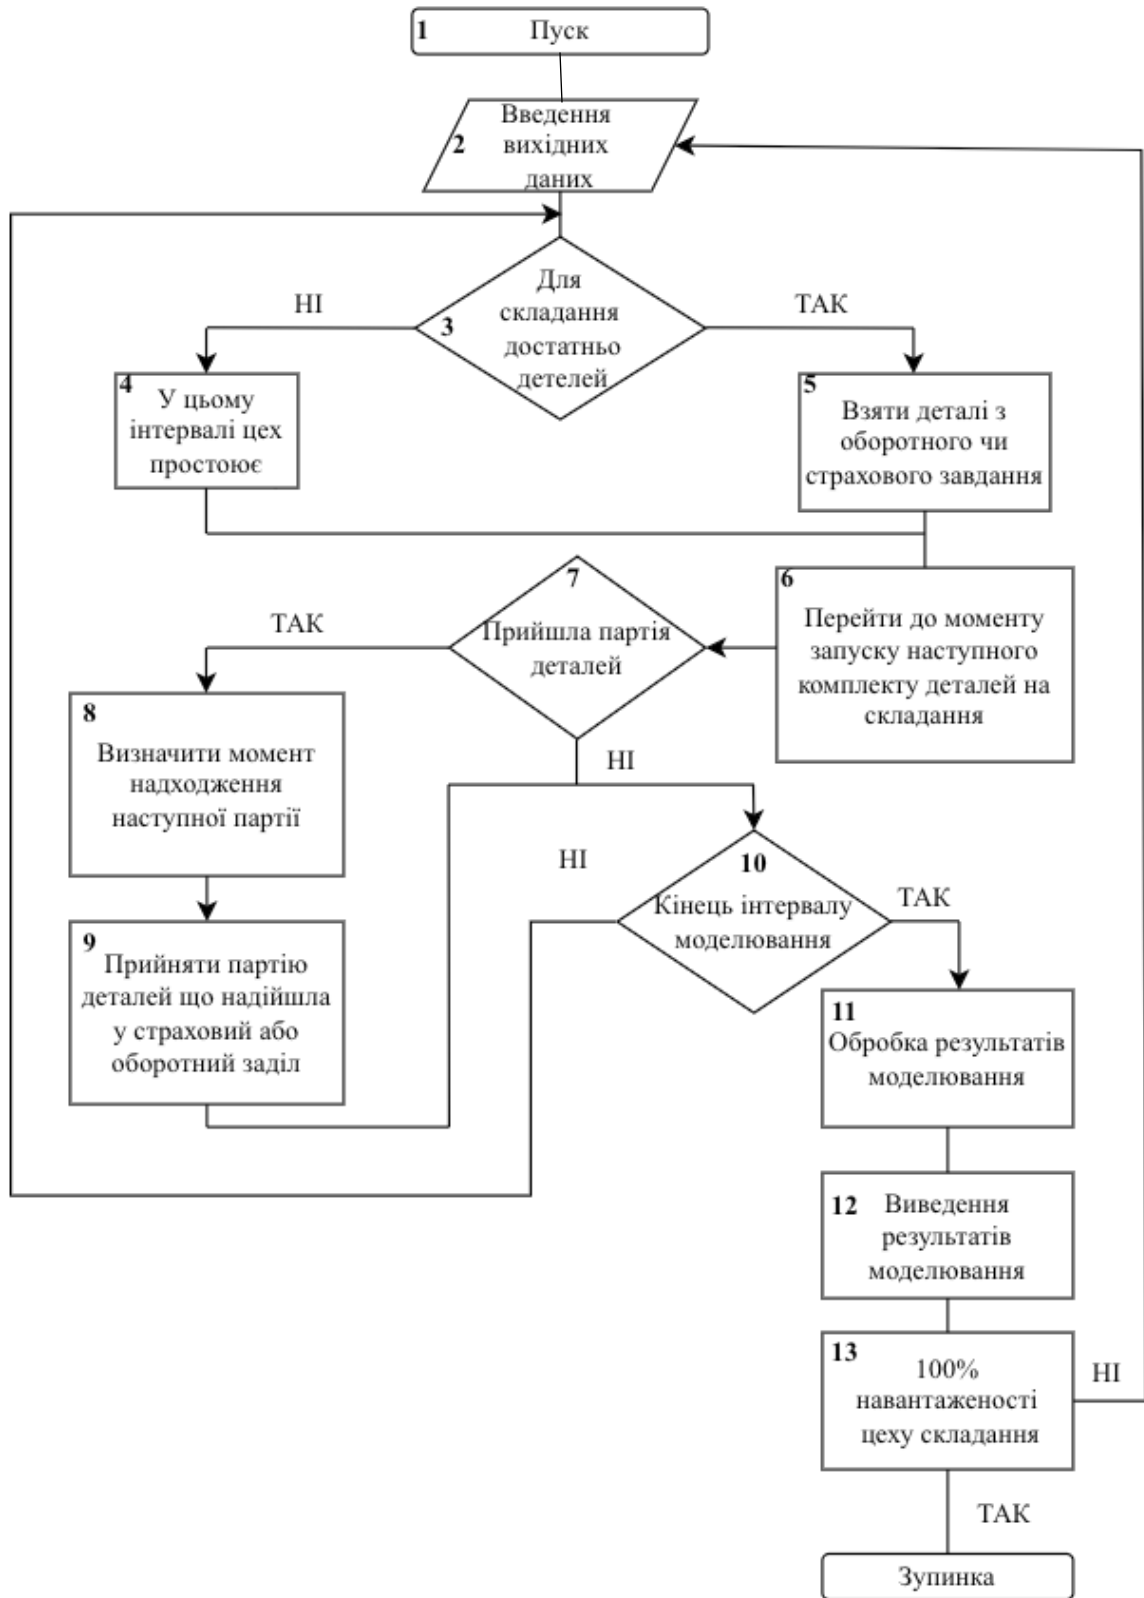 1 Пуск
Введення
2 вихідних
даних
Для
складання
3 достатньо
детелей
НІ
ТАК
4
У цьому
інтервалі цех
простоює
5
Взяти деталі з
оборотного чи
страхового завдання
6
Перейти до моменту
запуску наступного
комплекту деталей на
складання
7
Прийшла партія
деталей
ТАК
НІ
8
Визначити момент
надходження
наступної партії
9
Прийняти партію
деталей що надійшла
у страховий або
оборотний заділ
10
Кінець інтервалу
моделювання
НІ
ТАК
11
Обробка результатів
моделювання
12 Виведення
результатів
моделювання
13
100%
навантаженості
цеху складання
НІ
ТАК
Зупинка